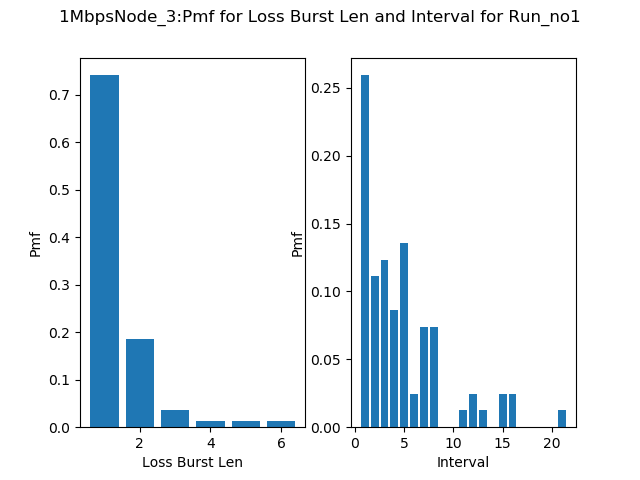 1MbpsNode_3:Pmf for Loss Burst Len and Interval for Run_no1
0.7
0.6
0.5
0.4
0.3
0.2
0.1
0.0
Pmf
2 4 6
Loss Burst Len
0.25
0.20
0.15
0.10
0.05
0.00
Pmf
0 5 10 15 20
Interval